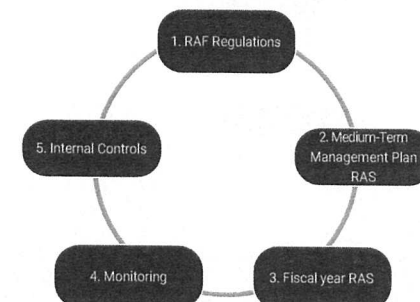 1. RAF Regulations
2. Medium-Term
Management Plan
RAS
3. Fiscal year RAS
4. Monitoring
5. Internal Controls